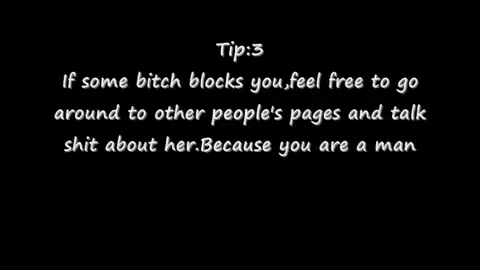 Tip:3
If some bitch blocks you,feel free to go
around to other people's pages and talk
shit about her.Because you are a man